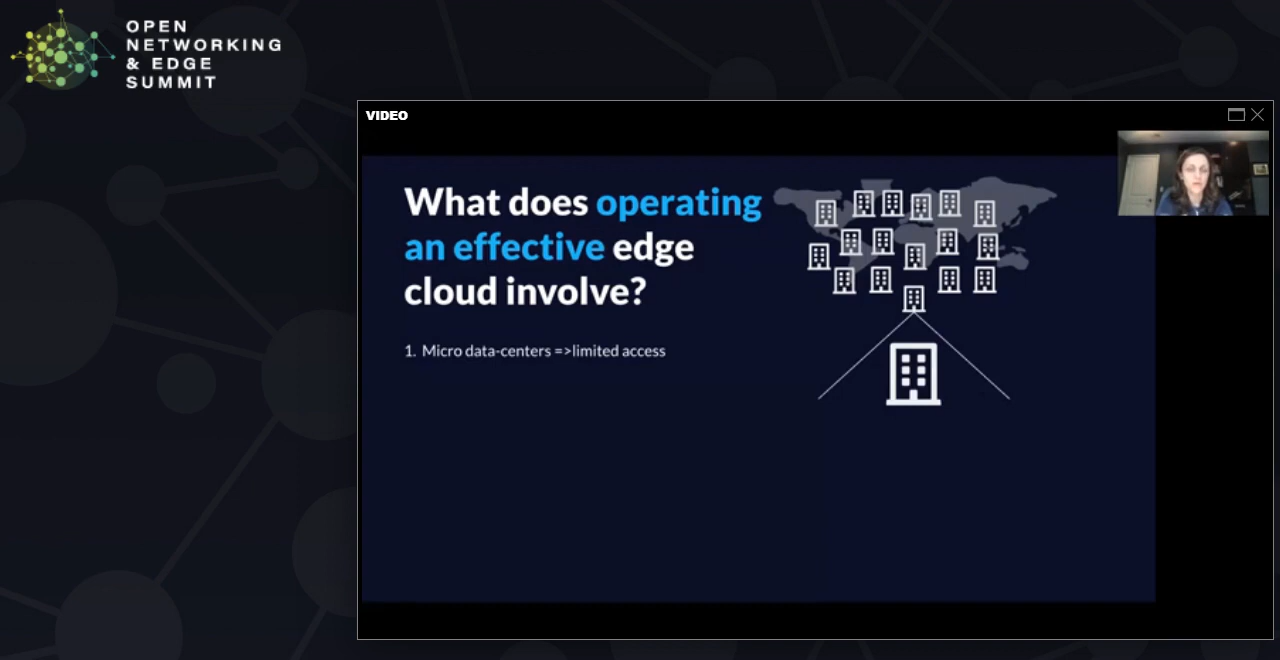 OPEN
NETWORKING
& EDGE
SUMMIT
VIDEO
What does operating
an effective edge
cloud involve?
1. Micro data-centers =>limited access